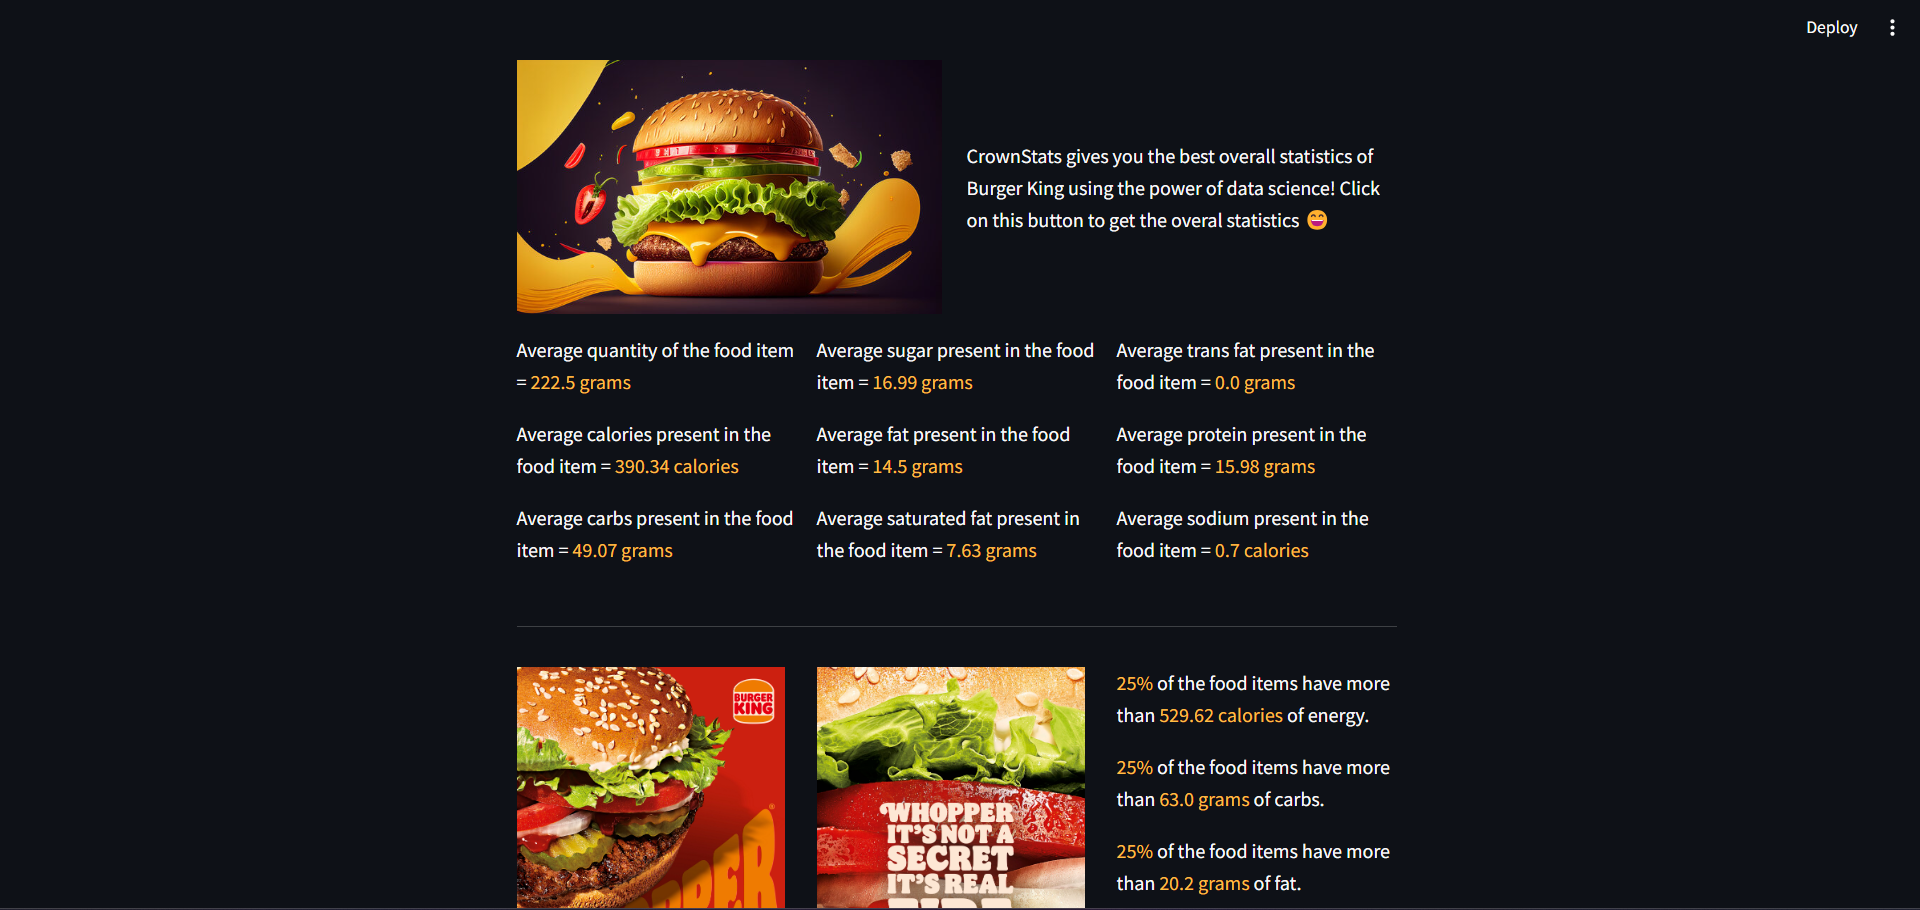 Deploy
CrownStats gives you the best overall statistics of
Burger King using the power of data science! Click
on this button to get the overal statistics 😄
Average quantity of the food item
= 222.5 grams
Average sugar present in the food
item = 16.99 grams
Average trans fat present in the
food item = 0.0 grams
Average calories present in the
food item = 390.34 calories
Average fat present in the food
item = 14.5 grams
Average protein present in the
food item = 15.98 grams
Average carbs present in the food
item = 49.07 grams
Average saturated fat present in
the food item = 7.63 grams
Average sodium present in the
food item = 0.7 calories
BURGER
KING
WHOPPER
IT'S NOT A
SECRET
IT'S REAL
25% of the food items have more
than 529.62 calories of energy.
25% of the food items have more
than 63.0 grams of carbs.
25% of the food items have more
than 20.2 grams of fat.